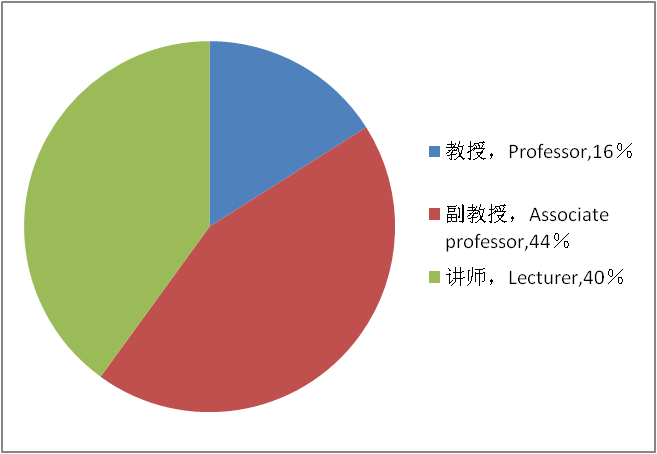 教授，Professor,16％
副教授，Associate
professor,44％
讲师，Lecturer,40％